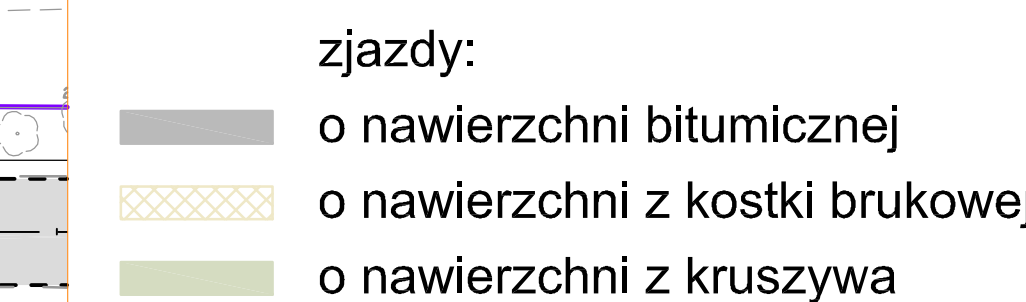 zjazdy:
o nawierzchni bitumicznej
o nawierzchni z kostki brukowej
o nawierzchni z kruszywa